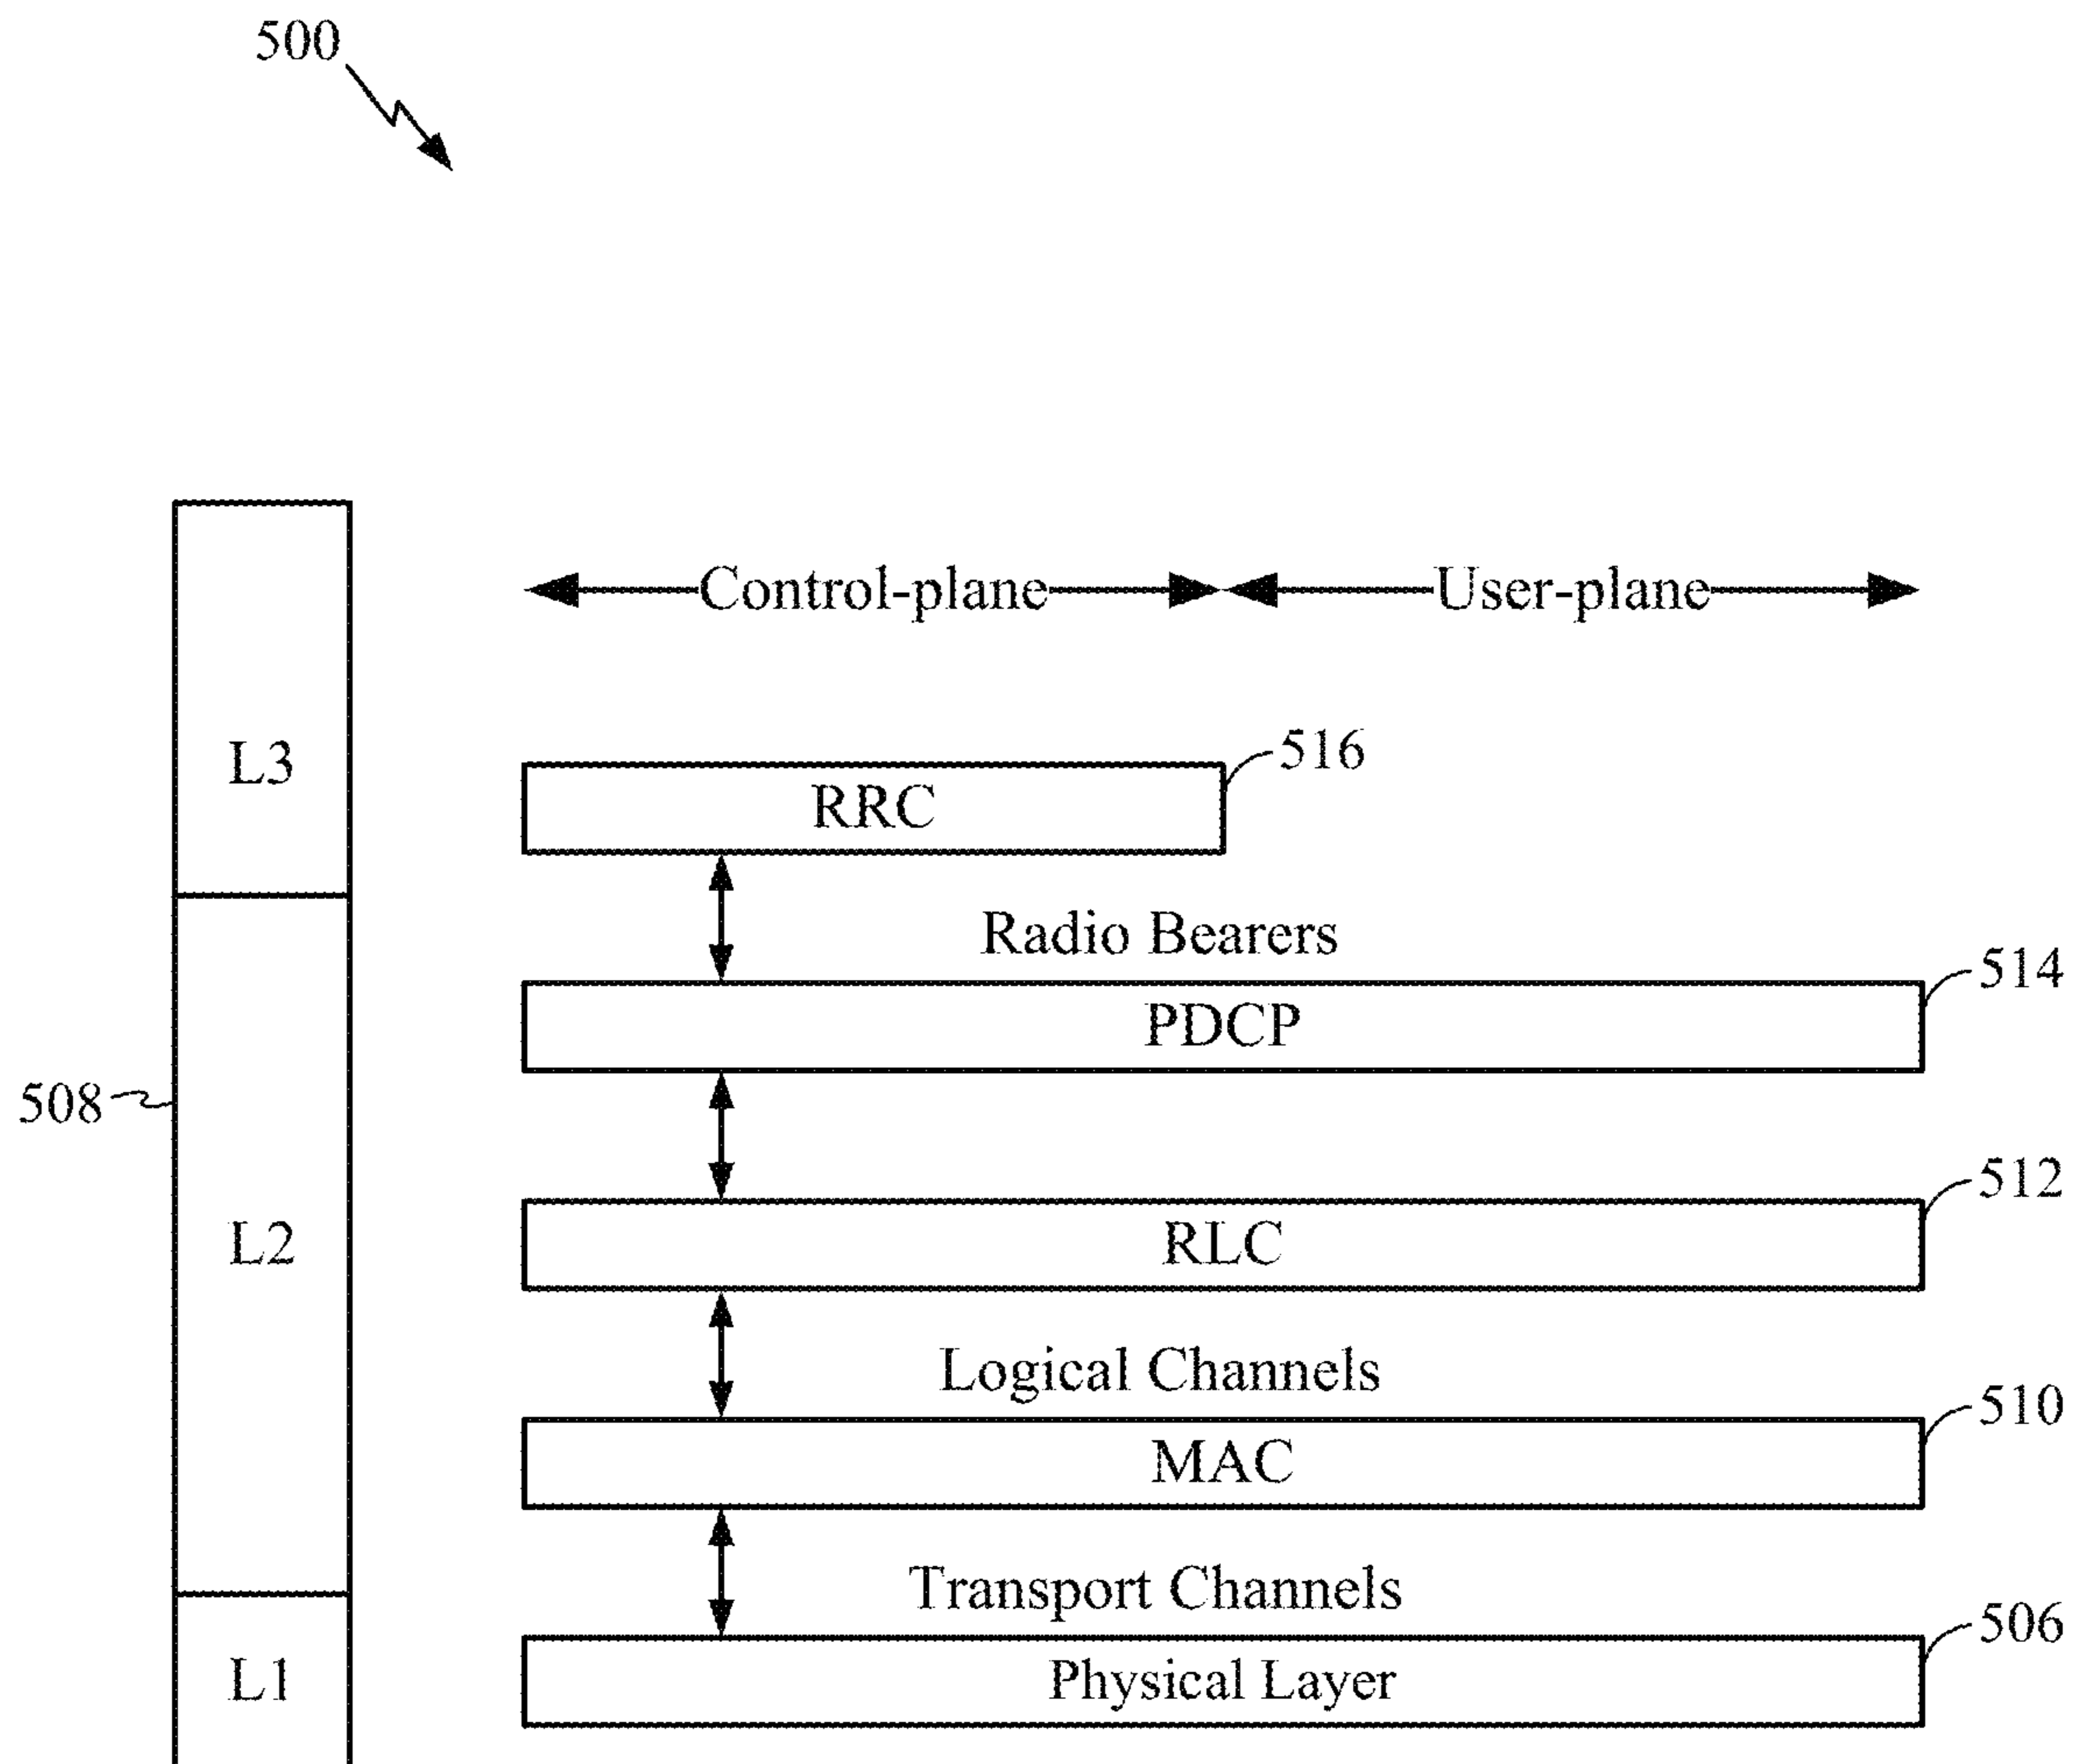 500
Control-plane
User-plane
L3
516
RRC
Radio Bearers
514
PDCP
508
512
L2
RLC
Logical Channels
510
MAC
Transport Channels
506
L1
Physical Layer